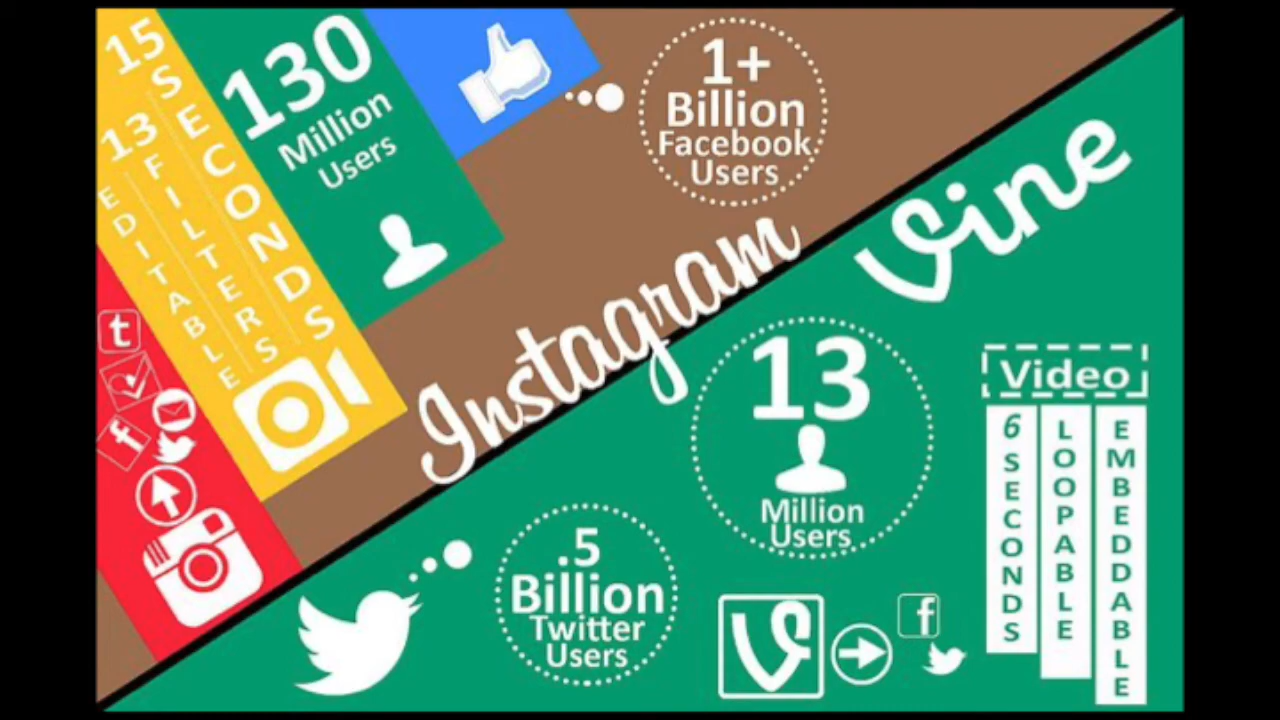 15
SECONDS
13
FILTERS
EDITABLE
130
Million
Users
1+
Billion
Facebook
Users
Instagram
Vine
t
f
13
Million
Users
.5
Billion
Twitter
Users
f
Video
6 SECONDS
LOOPABLE
EMBEDDABLE